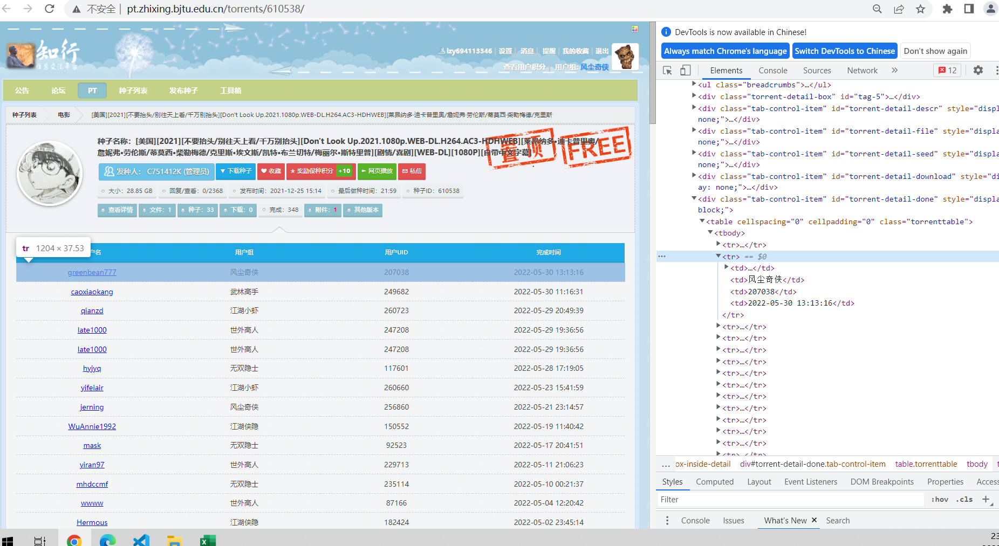 不安全 | pt.zhixing.bjtu.edu.cn/torrents/610538/
知行
信息交流平台
lzy694113346 | 设置 | 消息 | 提醒 | 我的收藏 | 退出
查看用户积分 | 用户组: 风尘奇侠
公告 论坛 PT 种子列表 发布种子 工具箱
种子列表 电影 [美国][2021][不要抬头/别往天上看/千万别抬头][Don't Look Up.2021.1080p.WEB-DL.H264.AC3-HDHWEB][莱昂纳多·迪卡普里奥/詹妮弗·劳伦斯/蒂莫西·柴勒梅德/克里斯
置顶 FREE
种子名称: [美国][2021][不要抬头/别往天上看/千万别抬头][Don't Look Up.2021.1080p.WEB-DL.H264.AC3-HDHWEB][莱昂纳多•迪卡普里奥/
詹妮弗•劳伦斯/蒂莫西•柴勒梅德/克里斯•埃文斯/凯特•布兰切特/梅丽尔•斯特里普][剧情/喜剧][WEB-DL][1080P][自带中文字幕]
发种人: C751412K (管理员) 下载种子 收藏 奖励保种积分 +10 网页播放 私信
大小: 28.85 GB 回复/查看: 0/2368 发布时间: 2021-12-25 15:14 最后做种时间: 21:59 种子ID: 610538
查看详情 文件: 1 种子: 33 下载: 0 完成: 348 附件: 1 其他版本
tr 1204 × 37.53
户名 用户组 用户UID 完成时间
greenbean777 风尘奇侠 207038 2022-05-30 13:13:16
caoxiaokang 武林高手 249682 2022-05-30 11:16:31
qianzd 江湖小虾 260723 2022-05-29 20:49:39
late1000 世外高人 247208 2022-05-29 19:36:56
late1000 世外高人 247208 2022-05-29 19:36:56
hyjyq 无双隐士 117601 2022-05-28 17:19:05
yifeiair 江湖小虾 260660 2022-05-23 15:41:59
jerning 风尘奇侠 256860 2022-05-21 23:14:57
WuAnnie1992 江湖侠隐 150552 2022-05-19 11:40:42
mask 无双隐士 92523 2022-05-17 20:41:51
yiran97 世外高人 229713 2022-05-11 21:06:23
mhdccmf 无双隐士 235114 2022-05-10 00:21:37
wwww 世外高人 87166 2022-05-04 12:20:42
Hermous 江湖侠隐 182424 2022-05-02 23:45:14
DevTools is now available in Chinese!
Always match Chrome's language Switch DevTools to Chinese Don't show again
Elements Console Sources Network » 12
<ul class="breadcrumbs">…</ul>
<div class="torrent-detail-box" id="tag-5">…</div>
<div class="tab-control-item" id="torrent-detail-descr" style="displ
none;">…</div>
<div class="tab-control-item" id="torrent-detail-file" style="displa
none;">…</div>
<div class="tab-control-item" id="torrent-detail-seed" style="displa
none;">…</div>
<div class="tab-control-item" id="torrent-detail-download" style="di
ay: none;">…</div>
<div class="tab-control-item" id="torrent-detail-done" style="displa
block;">
<table cellspacing="0" cellpadding="0" class="torrenttable">
<tbody>
<tr>…</tr>
… <tr> == $0
<td>…</td>
<td>风尘奇侠</td>
<td>207038</td>
<td>2022-05-30 13:13:16</td>
</tr>
<tr>…</tr>
<tr>…</tr>
<tr>…</tr>
<tr>…</tr>
<tr>…</tr>
<tr>…</tr>
<tr>…</tr>
<tr>…</tr>
<tr>…</tr>
<tr>…</tr>
<tr>…</tr>
<tr>…</tr>
… ox-inside-detail div#torrent-detail-done.tab-control-item table.torrenttable tbody t
Styles Computed Layout Event Listeners DOM Breakpoints Properties Access
Filter :hov .cls +
Console Issues What's New × Search
23